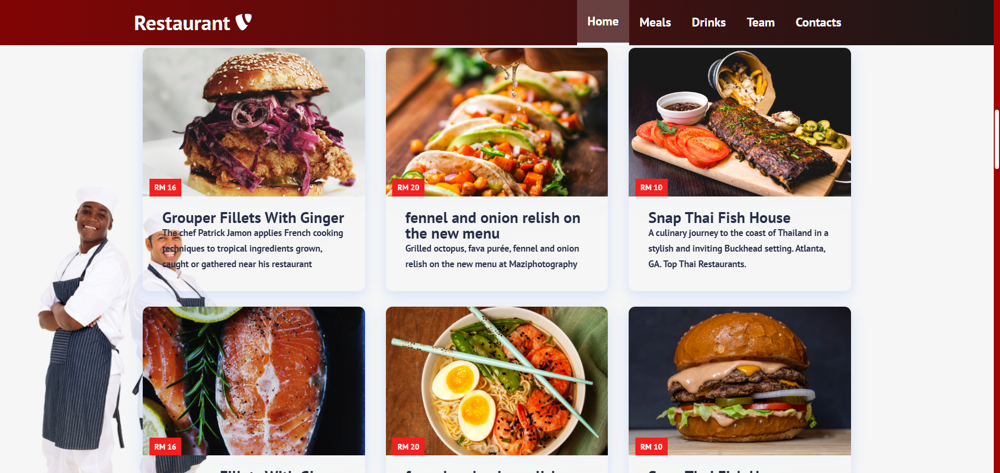 Restaurant
Home Meals Drinks Team Contacts
RM 16
RM 20
RM 10
Grouper Fillets With Ginger
The chef Patrick Jamon applies French cooking
techniques to tropical ingredients grown,
caught or gathered near his restaurant
fennel and onion relish on
the new menu
Grilled octopus, fava purée, fennel and onion
relish on the new menu at Maziphotography
Snap Thai Fish House
A culinary journey to the coast of Thailand in a
stylish and inviting Buckhead setting. Atlanta,
GA. Top Thai Restaurants.
RM 16
RM 20
RM 10